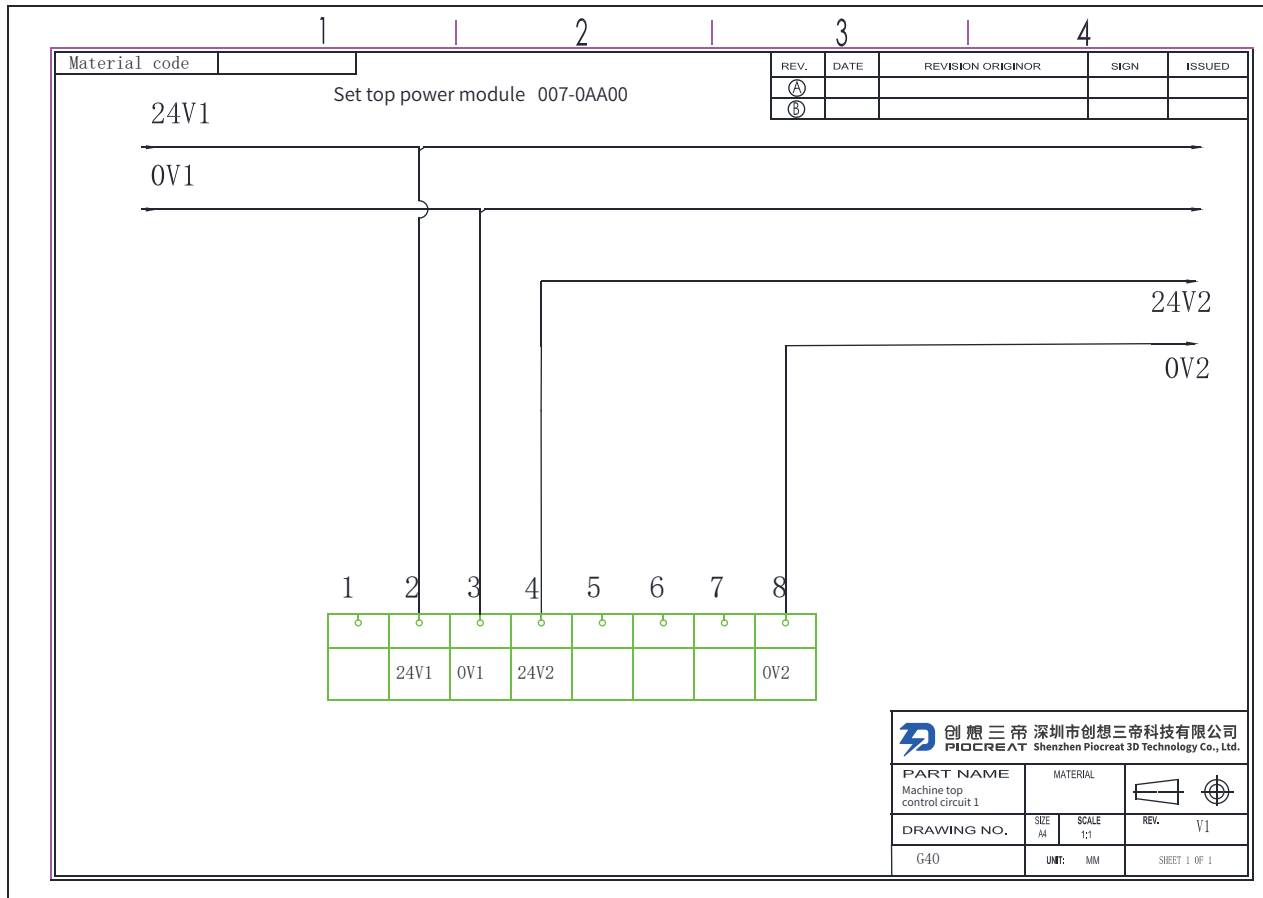 1 2 3 4
Material code
REV. DATE REVISION ORIGINOR SIGN ISSUED
A
B
Set top power module 007-0AA00
24V1
0V1
24V2
0V2
1 2 3 4 5 6 7 8
24V1 0V1 24V2 0V2
创想三帝 深圳市创想三帝科技有限公司
PIOCREAT Shenzhen Piocreat 3D Technology Co., Ltd.
PART NAME MATERIAL
Machine top
control circuit 1
DRAWING NO. SIZE SCALE REV. V1
A4 1:1
G40 UNIT: MM SHEET 1 OF 1